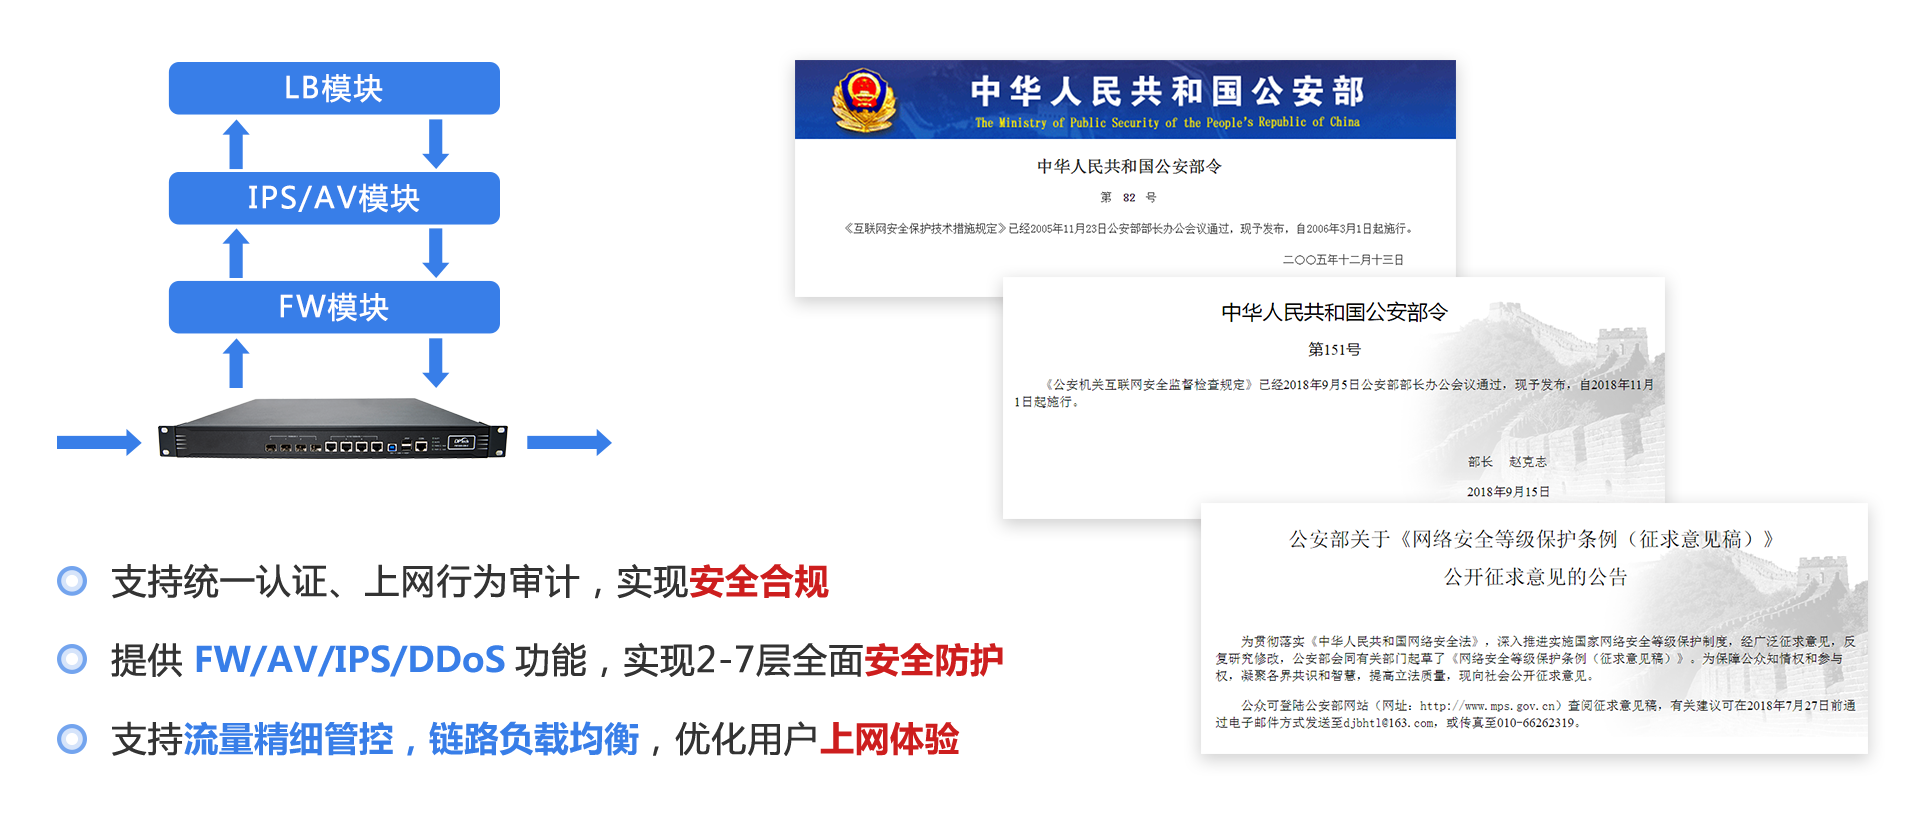 LB模块
IPS/AV模块
FW模块
DPtech
支持统一认证、上网行为审计，实现安全合规
提供 FW/AV/IPS/DDoS 功能，实现2-7层全面安全防护
支持流量精细管控，链路负载均衡，优化用户上网体验
中华人民共和国公安部
The Ministry of Public Security of the People's Republic of China
中华人民共和国公安部令
第 82 号
《互联网安全保护技术措施规定》已经2005年11月23日公安部部长办公会议通过，现予发布，自2006年3月1日起施行。
二〇〇五年十二月十三日
中华人民共和国公安部令
第151号
《公安机关互联网安全监督检查规定》已经2018年9月5日公安部部长办公会议通过，现予发布，自2018年11月
1日起施行。
部长 赵克志
2018年9月15日
公安部关于《网络安全等级保护条例（征求意见稿）》
公开征求意见的公告
为贯彻落实《中华人民共和国网络安全法》，深入推进实施国家网络安全等级保护制度，经广泛征求意见，反
复研究修改，公安部会同有关部门起草了《网络安全等级保护条例（征求意见稿）》。为保障公众知情权和参与
权，凝聚各界共识和智慧，提高立法质量，现向社会公开征求意见。
公众可登陆公安部网站（网址：http://www.mps.gov.cn）查阅征求意见稿，有关建议可在2018年7月27日前通
过电子邮件方式发送至djbhtl@163.com，或传真至010-66262319。